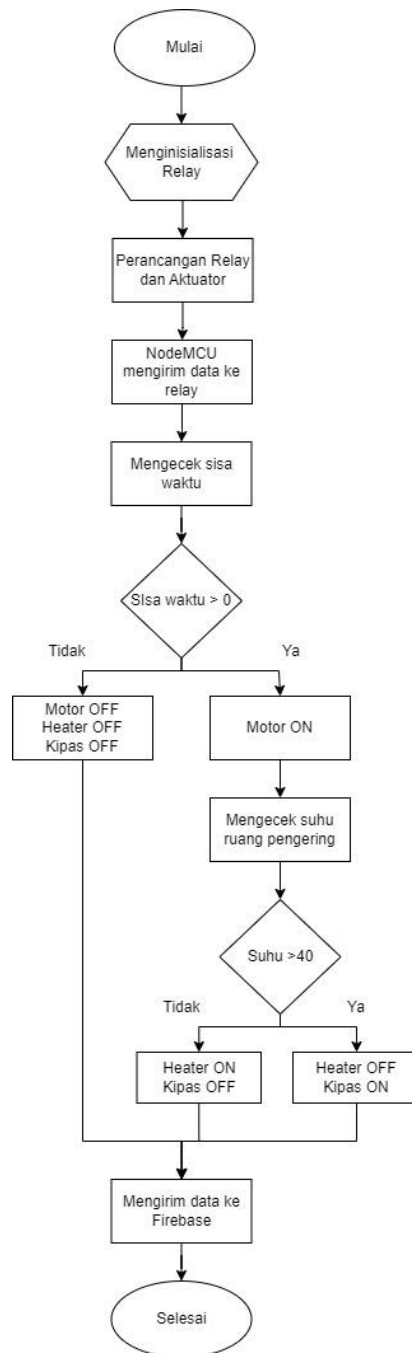 Mulai
Menginisialisasi
Relay
Perancangan Relay
dan Aktuator
NodeMCU
mengirim data ke
relay
Mengecek sisa
waktu
SIsa waktu > 0
Tidak
Ya
Motor OFF
Heater OFF
Kipas OFF
Motor ON
Mengecek suhu
ruang pengering
Suhu >40
Tidak
Ya
Heater ON
Kipas OFF
Heater OFF
Kipas ON
Mengirim data ke
Firebase
Selesai